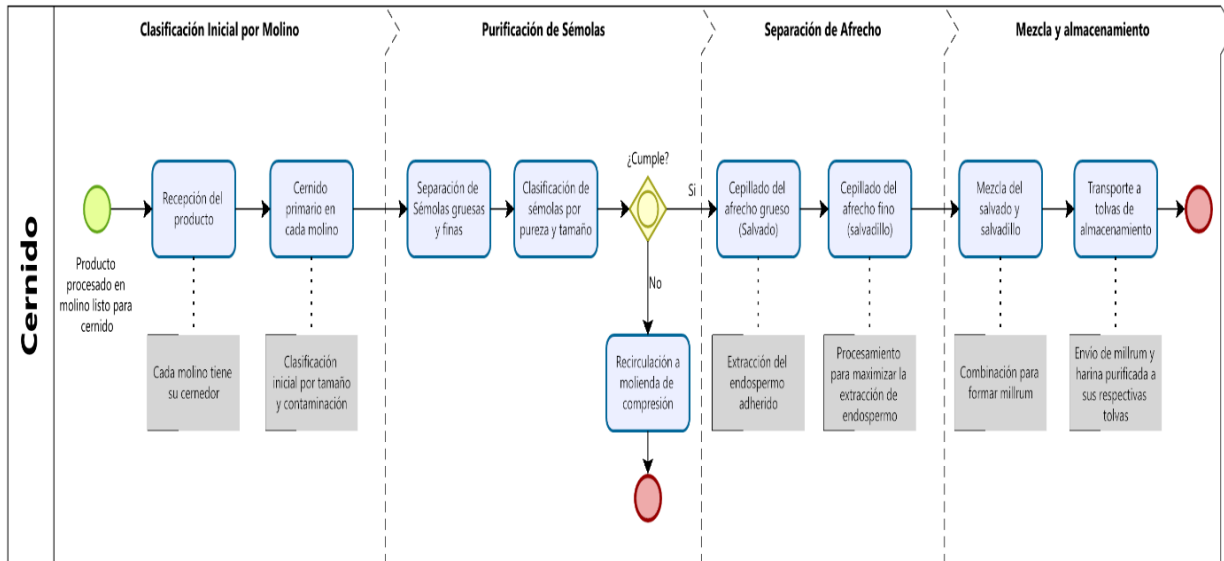 Clasificación Inicial por Molino
Purificación de Sémolas
Separación de Afrecho
Mezcla y almacenamiento
Cernido
Producto
procesado en
molino listo para
cernido
Recepción del
producto
Cernido
primario en
cada molino
Separación de
Sémolas gruesas
y finas
Clasificación de
sémolas por
pureza y tamaño
¿Cumple?
Si
No
Cepillado del
afrecho grueso
(Salvado)
Cepillado del
afrecho fino
(salvadillo)
Mezcla del
salvado y
salvadillo
Transporte a
tolvas de
almacenamiento
Cada molino tiene
su cernedor
Clasificación
inicial por tamaño
y contaminación
Recirculación a
molienda de
compresión
Extracción del
endospermo
adherido
Procesamiento
para maximizar la
extracción de
endospermo
Combinación para
formar millrum
Envío de millrum y
harina purificada a
sus respectivas
tolvas